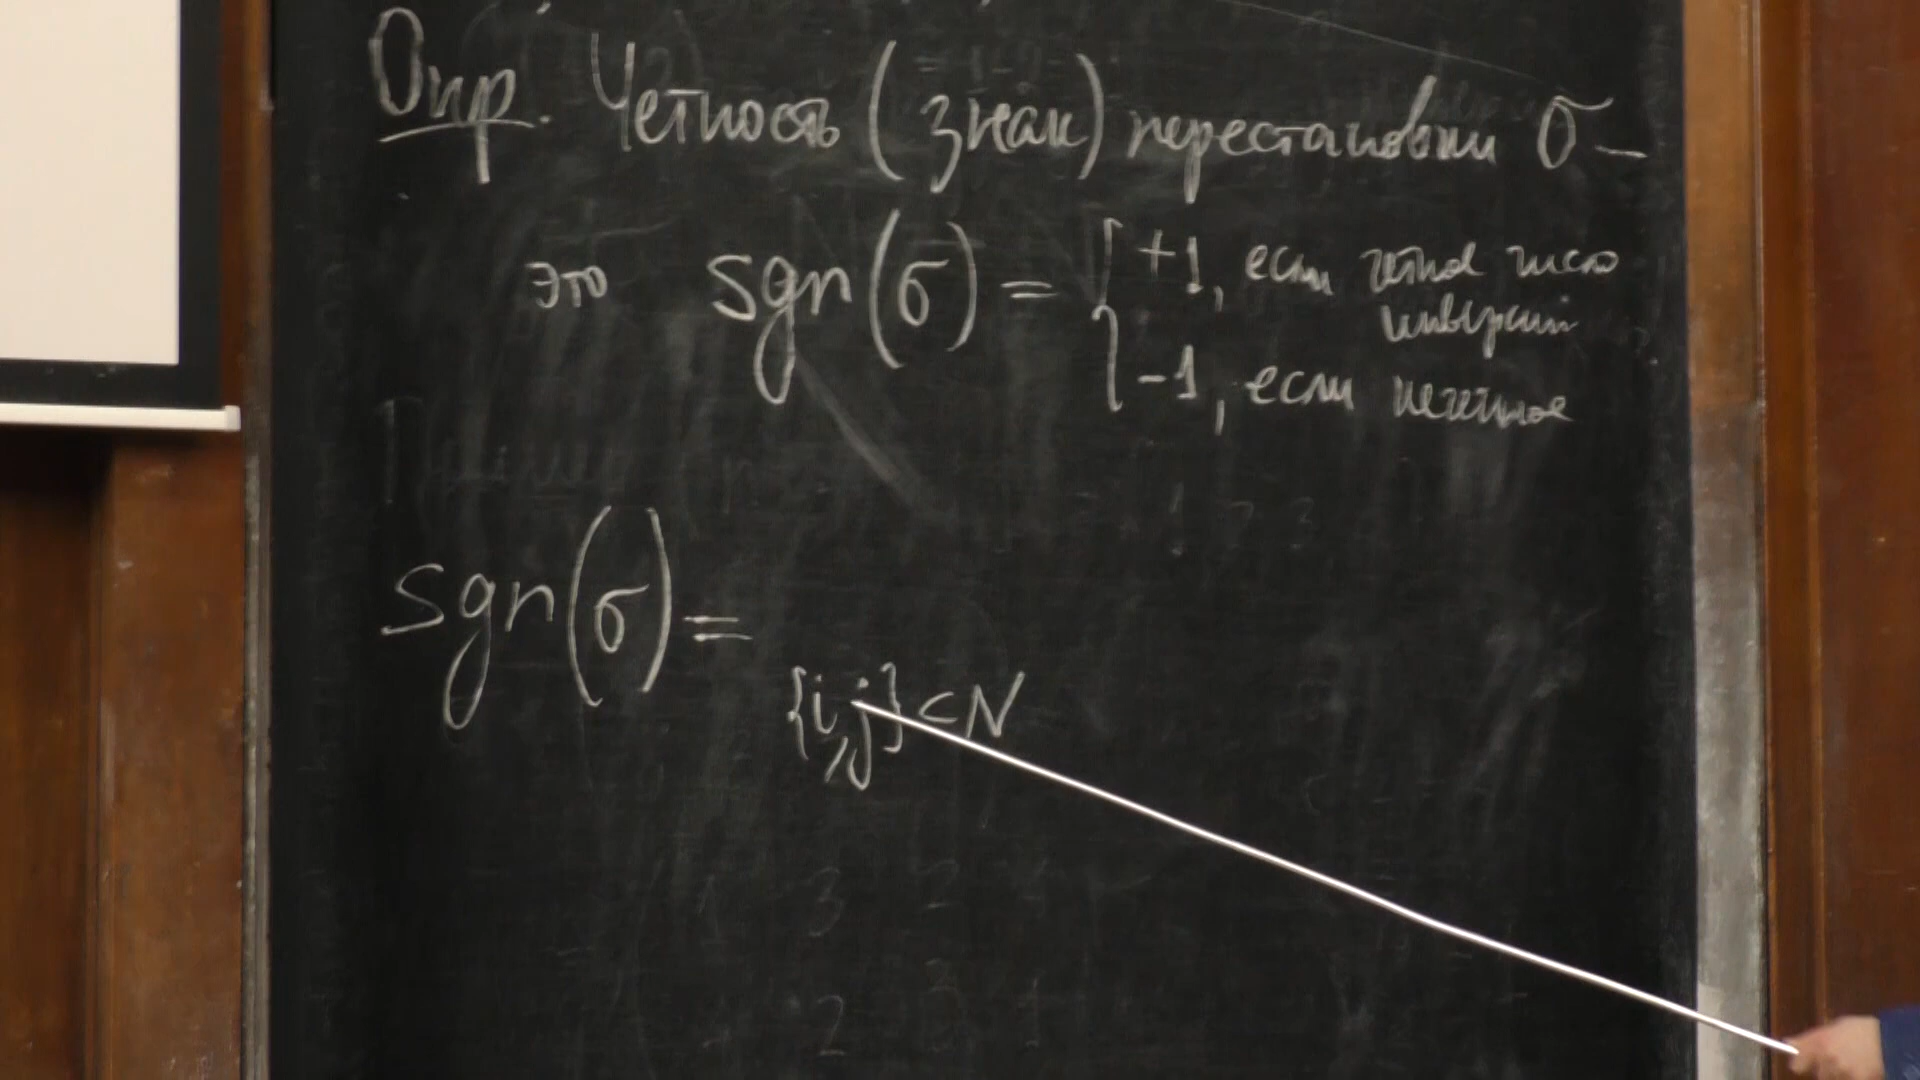 Опр. Четность (знак) перестановки σ –
это sgn(σ) = { +1, если четное число
инверсий
-1, если нечетное
sgn(σ) =
{i,j} ⊂ N